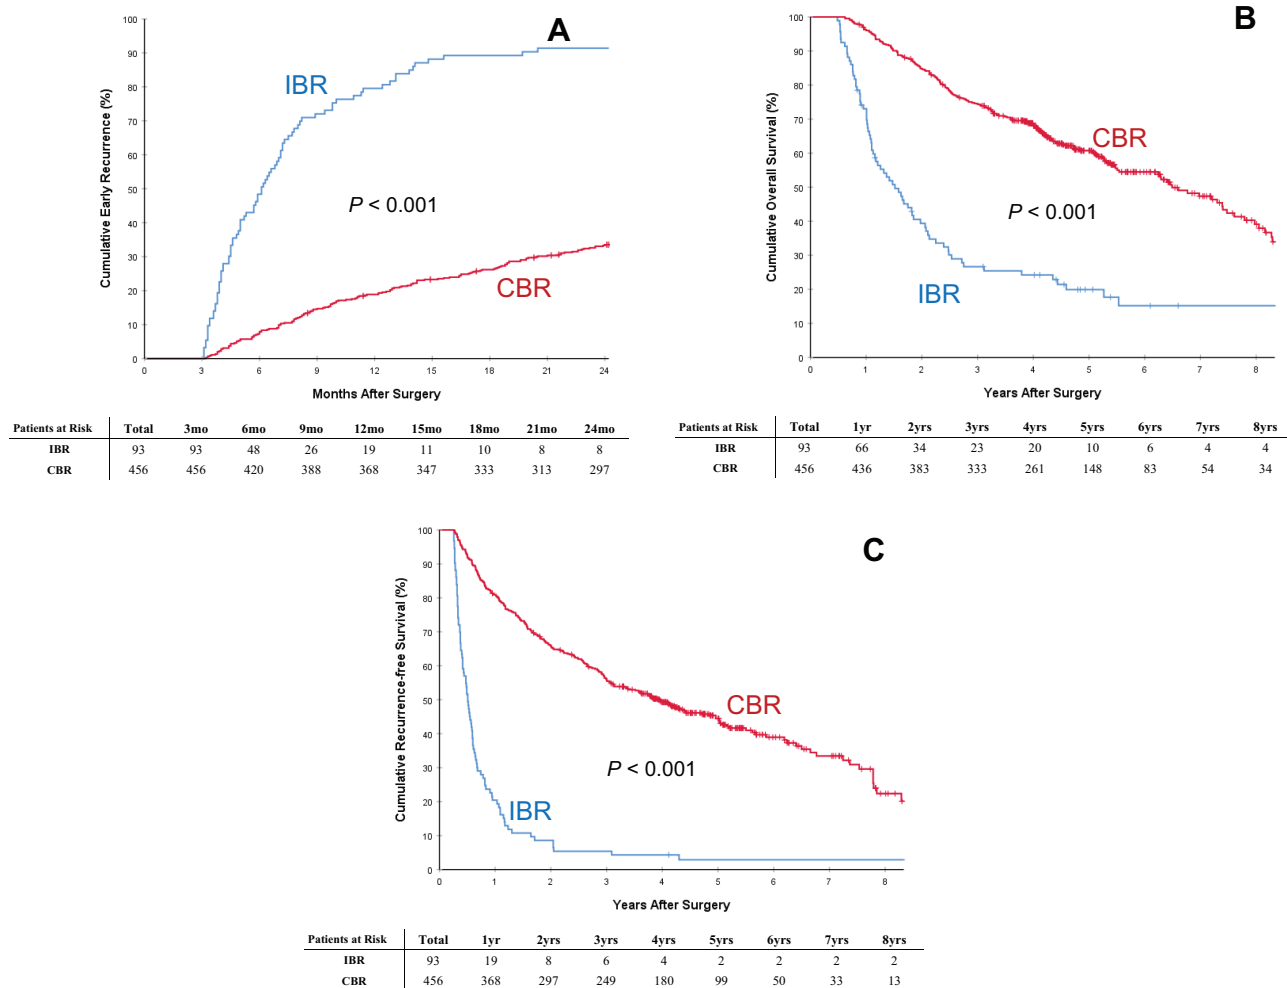 A
100
90
80
70
60
50
40
30
20
10
0
Cumulative Early Recurrence (%)
IBR
P < 0.001
CBR
0 3 6 9 12 15 18 21 24
Months After Surgery
Patients at Risk Total 3mo 6mo 9mo 12mo 15mo 18mo 21mo 24mo
IBR 93 93 48 26 19 11 10 8 8
CBR 456 456 420 388 368 347 333 313 297
B
100
90
80
70
60
50
40
30
20
10
0
Cumulative Overall Survival (%)
CBR
P < 0.001
IBR
0 1 2 3 4 5 6 7 8
Years After Surgery
Patients at Risk Total 1yr 2yrs 3yrs 4yrs 5yrs 6yrs 7yrs 8yrs
IBR 93 66 34 23 20 10 6 4 4
CBR 456 436 383 333 261 148 83 54 34
C
100
90
80
70
60
50
40
30
20
10
0
Cumulative Recurrence-free Survival (%)
CBR
P < 0.001
IBR
0 1 2 3 4 5 6 7 8
Years After Surgery
Patients at Risk Total 1yr 2yrs 3yrs 4yrs 5yrs 6yrs 7yrs 8yrs
IBR 93 19 8 6 4 2 2 2 2
CBR 456 368 297 249 180 99 50 33 13